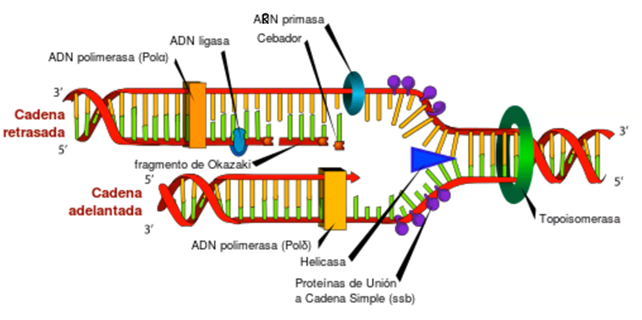 ARN primasa
ADN ligasa
Cebador
ADN polimerasa (Polα)
3'
Cadena
retrasada
5'
fragmento de Okazaki
5'
Cadena
adelantada
3'
ADN polimerasa (Polδ)
Helicasa
Proteínas de Unión
a Cadena Simple (ssb)
Topoisomerasa
3'
5'